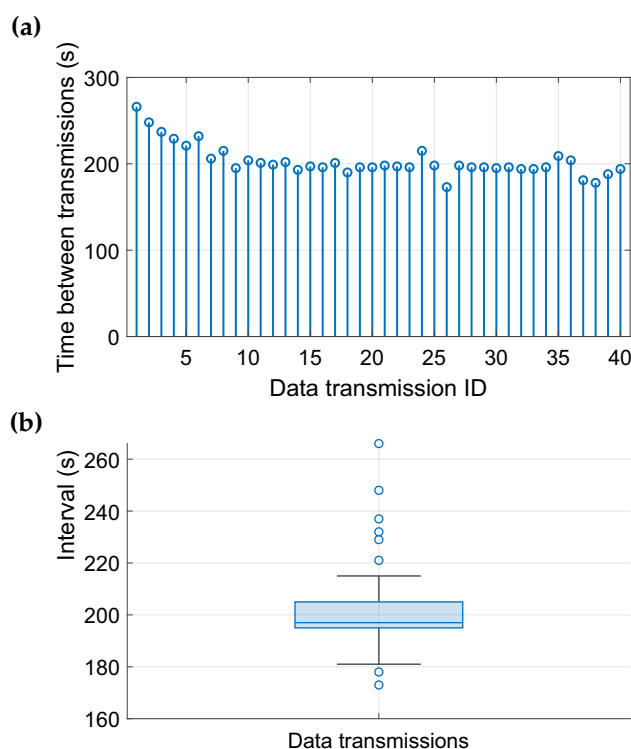 (a)
Time between transmissions (s)
300
200
100
0
5 10 15 20 25 30 35 40
Data transmission ID
(b)
Interval (s)
260
240
220
200
180
160
Data transmissions